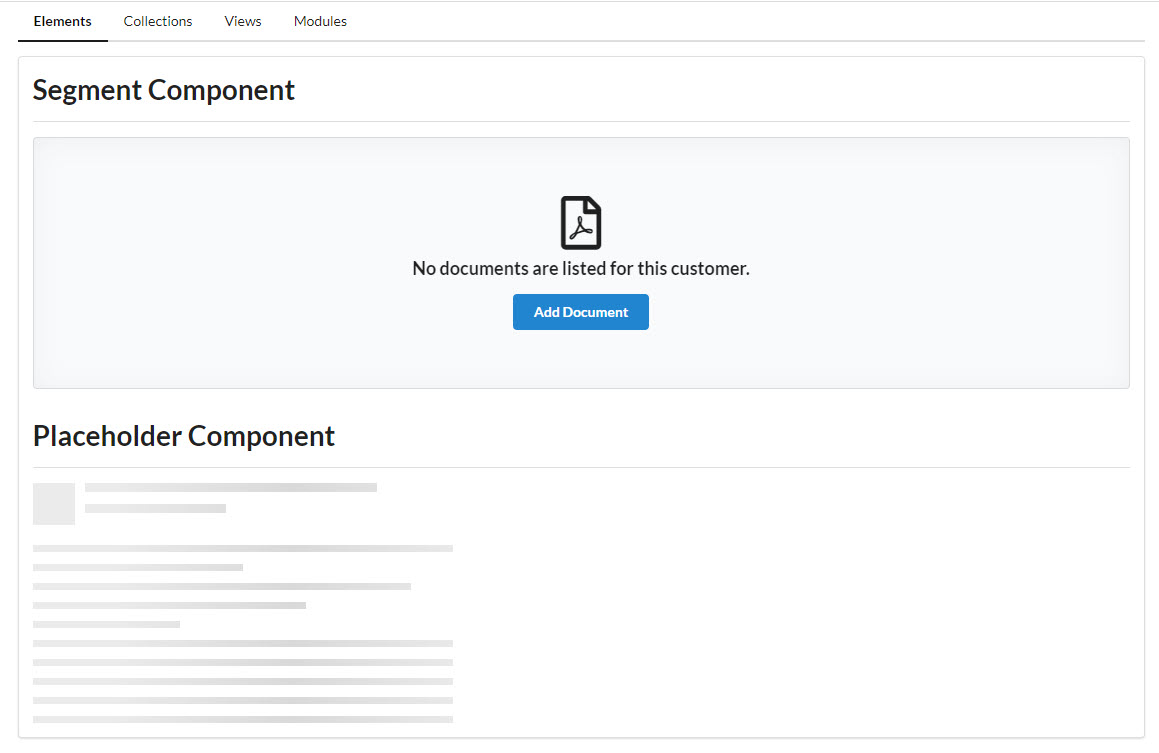 Elements Collections Views Modules
Segment Component
No documents are listed for this customer.
Add Document
Placeholder Component